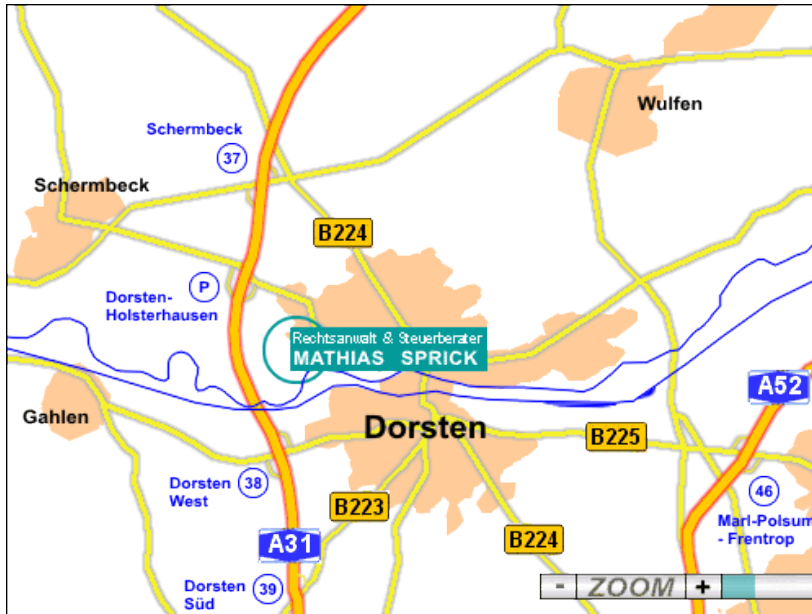 Wulfen
Schermbeck
37
Schermbeck
B224
P
Dorsten-
Holsterhausen
Rechtsanwalt & Steuerberater
MATHIAS SPRICK
A52
Gahlen
Dorsten
B225
Dorsten
West
38
46
B223
Marl-Polsum
- Frentrop
A31
B224
Dorsten
Süd
39
- ZOOM +